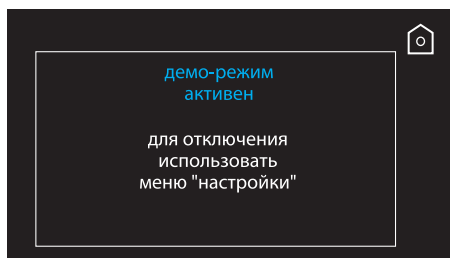 демо-режим
активен
для отключения
использовать
меню "настройки"